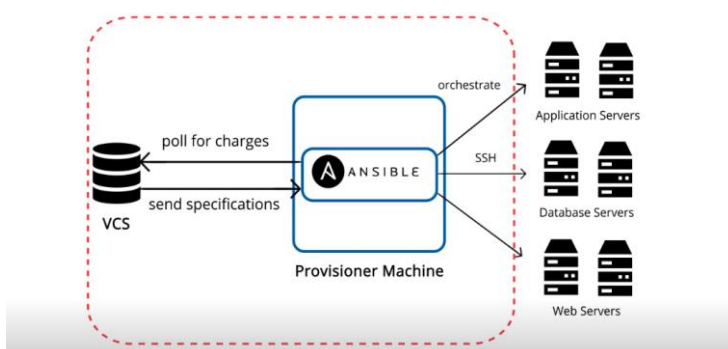 orchestrate
Application Servers
poll for charges
ANSIBLE
SSH
send specifications
VCS
Database Servers
Provisioner Machine
Web Servers